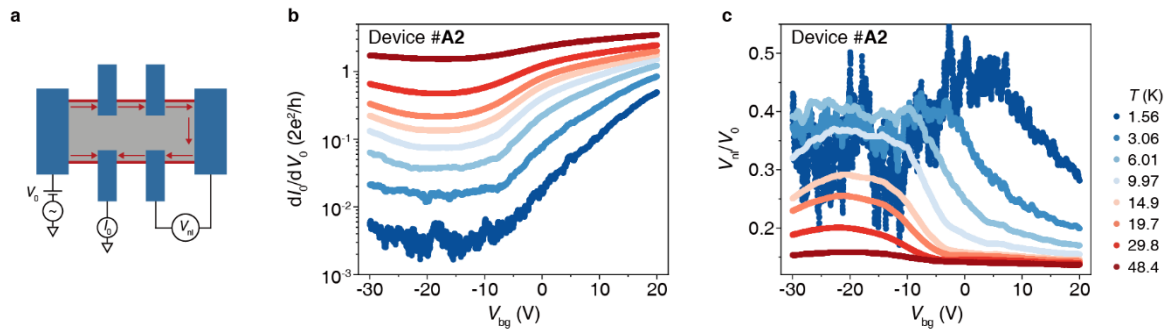 a
V₀
~
I₀
Vₙₗ
b
Device #A2
dI₀/dV₀ (2e²/h)
1
10⁻¹
10⁻²
10⁻³
-30 -20 -10 0 10 20
V_bg (V)
c
Device #A2
Vₙₗ/V₀
0.5
0.4
0.3
0.2
-30 -20 -10 0 10 20
V_bg (V)
T (K)
1.56
3.06
6.01
9.97
14.9
19.7
29.8
48.4